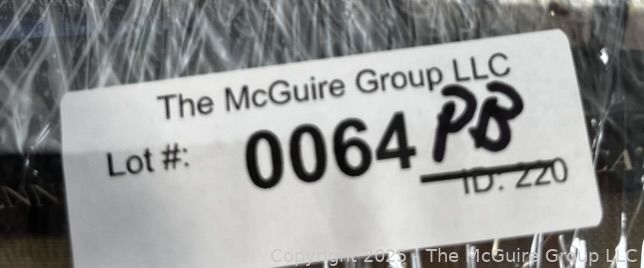 The McGuire Group LLC
Lot #: 0064 PB
ID: 220
Copyright 2025 The McGuire Group LLC